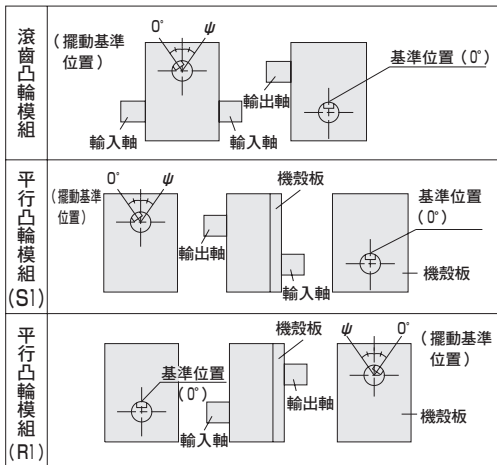 滾齒凸輪模組
(擺動基準
位置)
0°
ψ
輸入軸
輸入軸
輸出軸
基準位置(0°)
平行凸輪模組
(S1)
0°
ψ
(擺動基準
位置)
輸出軸
機殼板
輸入軸
基準位置
(0°)
機殼板
平行凸輪模組
(R1)
基準位置
(0°)
機殼板
輸出軸
輸入軸
ψ
0°
(擺動基準
位置)
機殼板